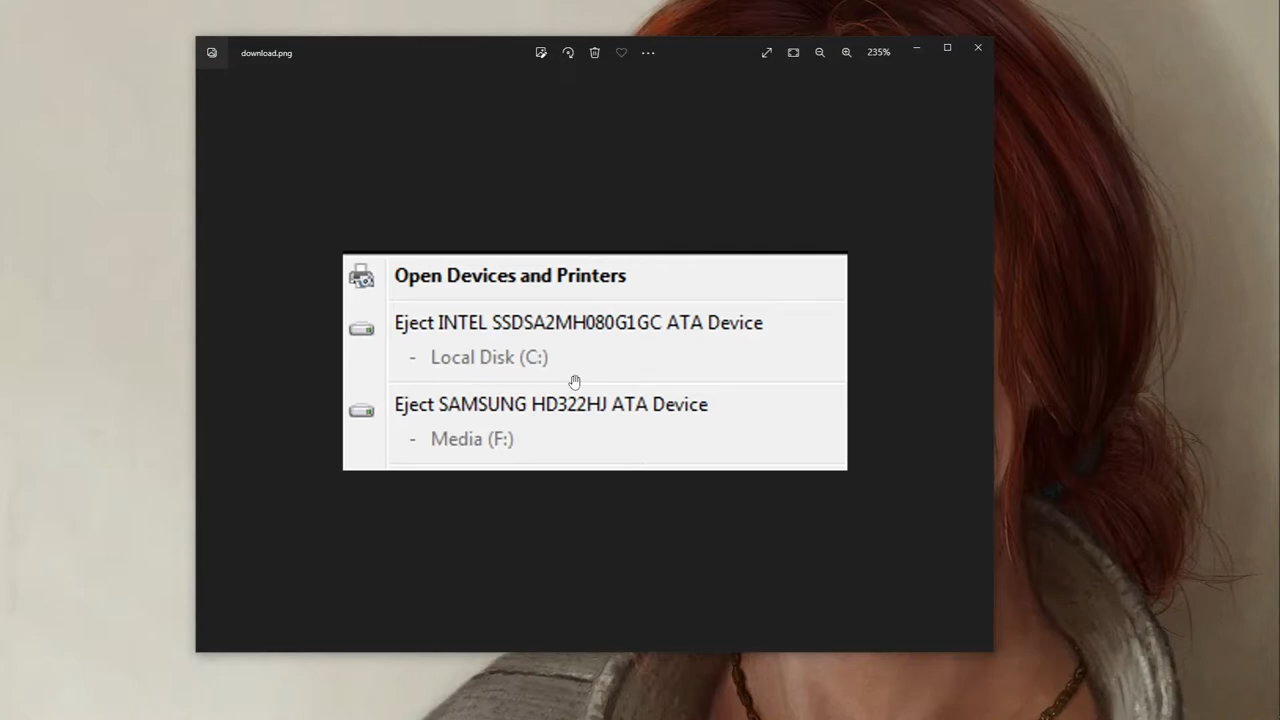 download.png
235%
Open Devices and Printers
Eject INTEL SSDSA2MH080G1GC ATA Device
- Local Disk (C:)
Eject SAMSUNG HD322HJ ATA Device
- Media (F:)